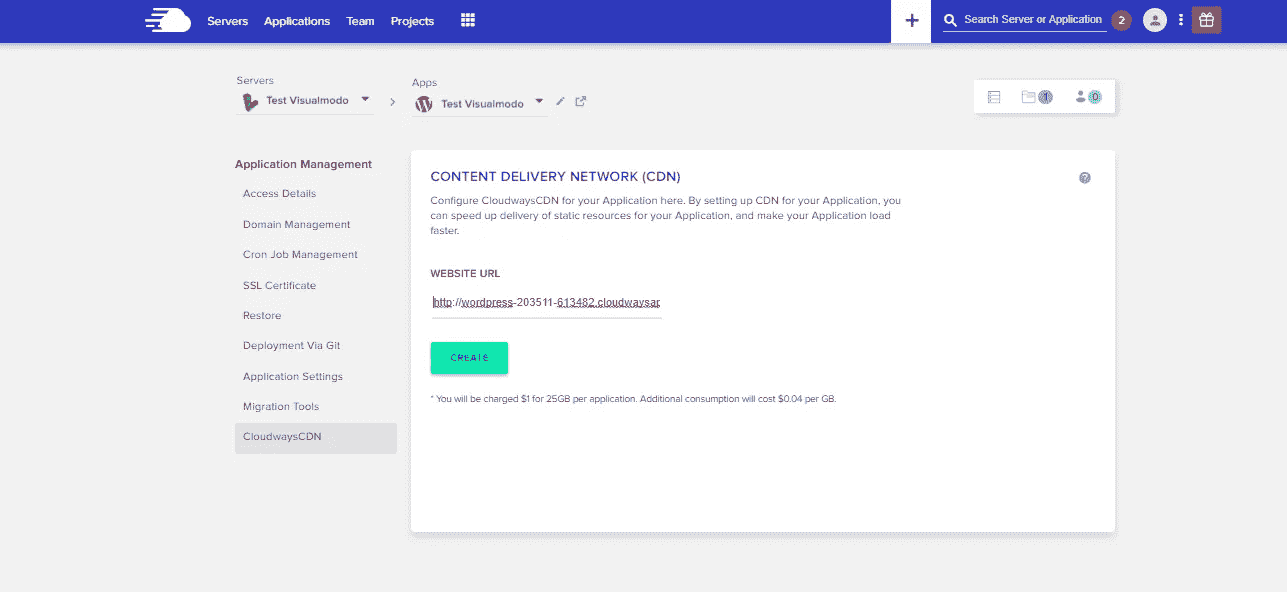 Servers Applications Team Projects
Search Server or Application 2
Servers
Test Visualmodo
Apps
Test Visualmodo
1 0
Application Management
Access Details
Domain Management
Cron Job Management
SSL Certificate
Restore
Deployment Via Git
Application Settings
Migration Tools
CloudwaysCDN
CONTENT DELIVERY NETWORK (CDN)
Configure CloudwaysCDN for your Application here. By setting up CDN for your Application, you
can speed up delivery of static resources for your Application, and make your Application load
faster.
WEBSITE URL
http://wordpress-203511-613482.cloudwaysap
CREATE
* You will be charged $1 for 25GB per application. Additional consumption will cost $0.04 per GB.